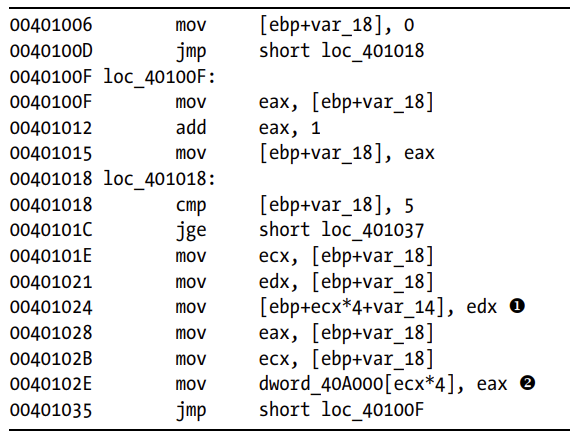 00401006 mov [ebp+var_18], 0
0040100D jmp short loc_401018
0040100F loc_40100F:
0040100F mov eax, [ebp+var_18]
00401012 add eax, 1
00401015 mov [ebp+var_18], eax
00401018 loc_401018:
00401018 cmp [ebp+var_18], 5
0040101C jge short loc_401037
0040101E mov ecx, [ebp+var_18]
00401021 mov edx, [ebp+var_18]
00401024 mov [ebp+ecx*4+var_14], edx ❶
00401028 mov eax, [ebp+var_18]
0040102B mov ecx, [ebp+var_18]
0040102E mov dword_40A000[ecx*4], eax ❷
00401035 jmp short loc_40100F